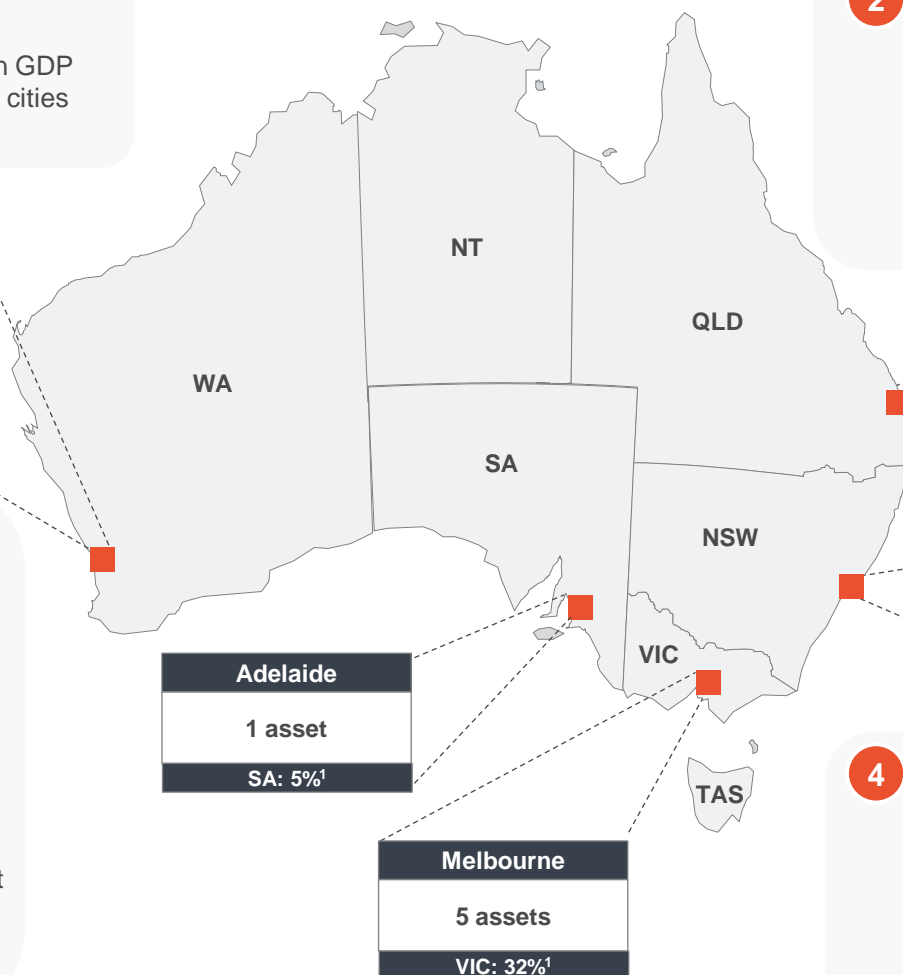 n GDP
cities
2
NT
QLD
WA
SA
NSW
VIC
Adelaide
1 asset
SA: 5%¹
TAS
4
Melbourne
5 assets
t
VIC: 32%¹